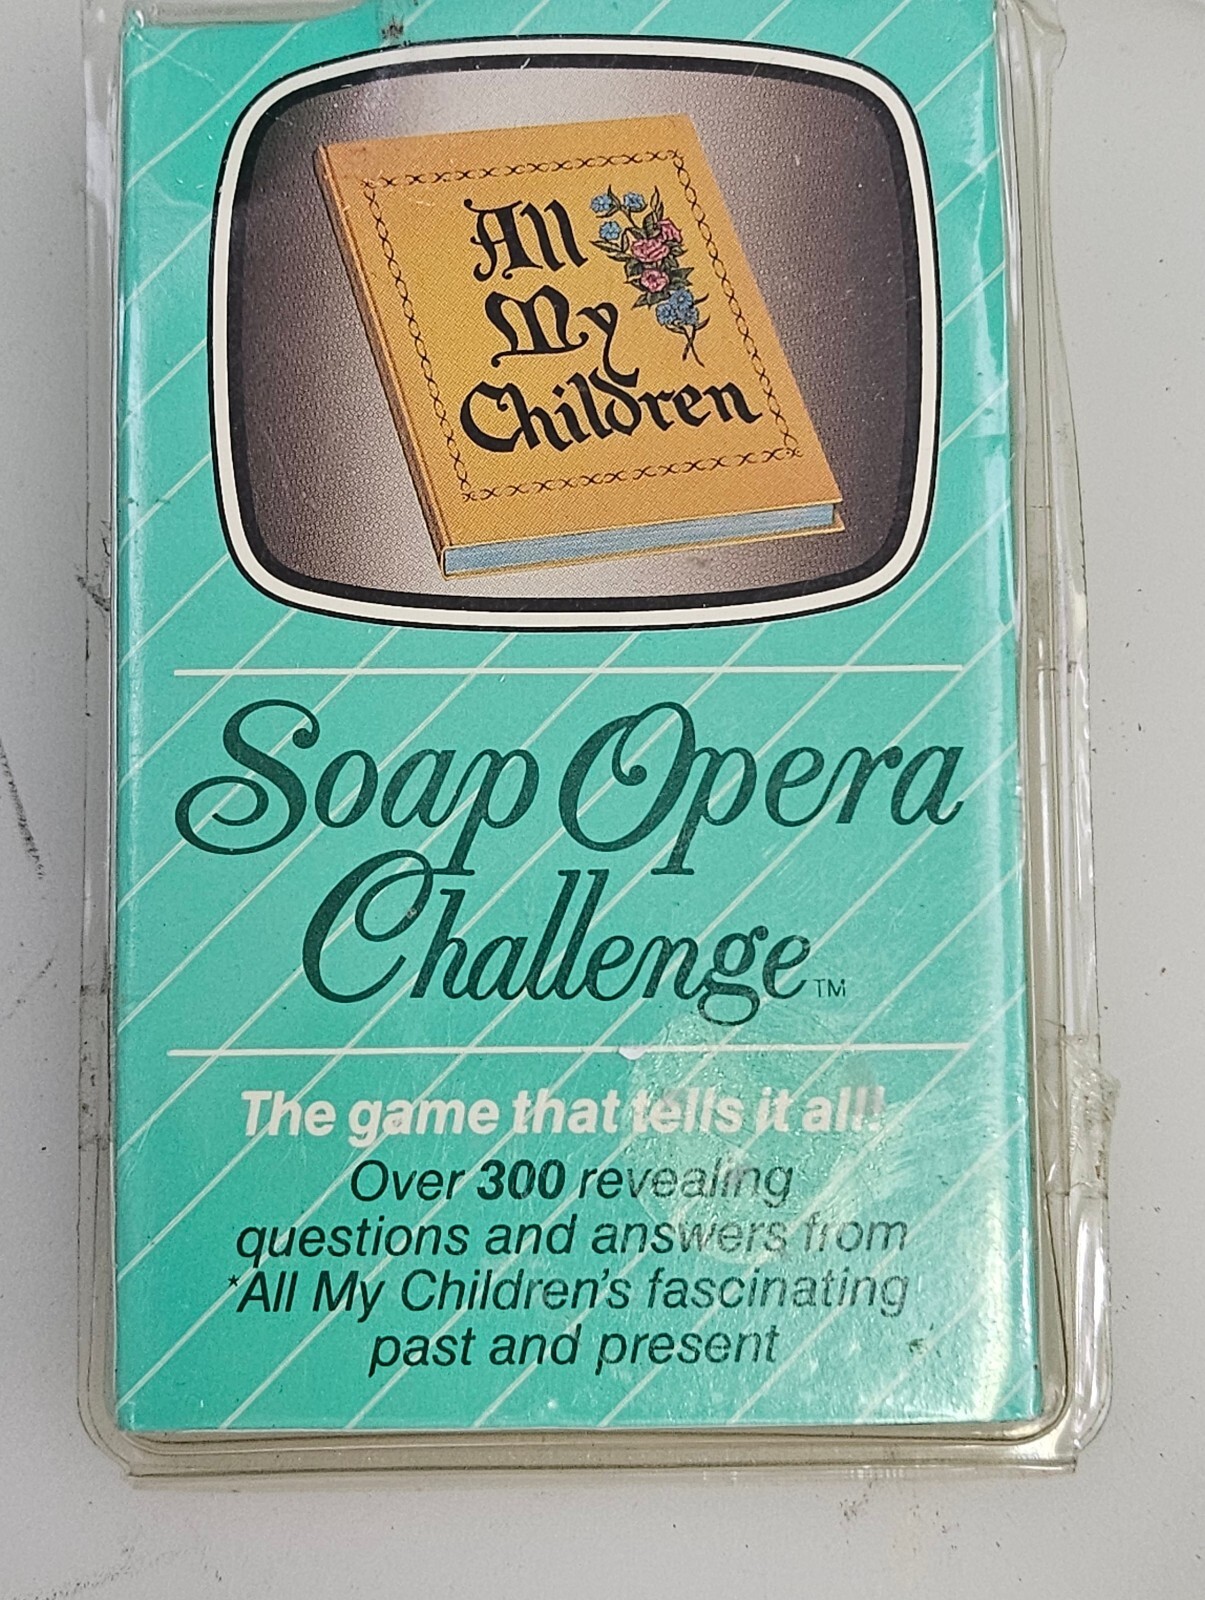 All
My
Children
Soap Opera
Challenge™
The game that tells it all!
Over 300 revealing
questions and answers from
*All My Children's fascinating
past and present